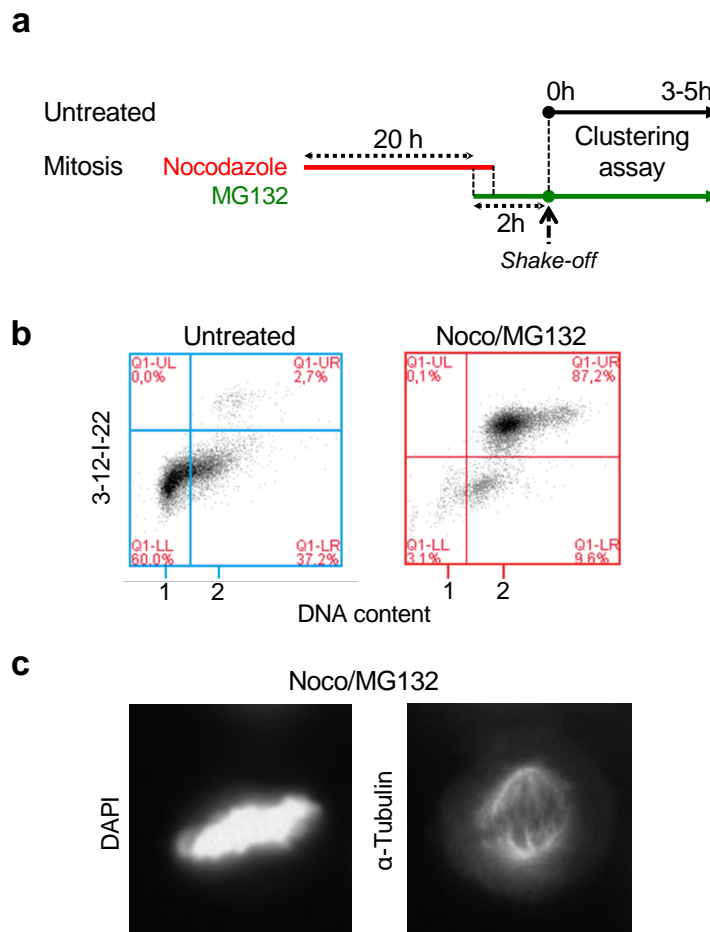 a
0h 3-5h
Untreated
20 h
Clustering
assay
Mitosis Nocodazole
MG132
2h
Shake-off
b
Untreated Noco/MG132
Q1-UL Q1-UR
0,0% 2,7%
Q1-UL Q1-UR
0,1% 87,2%
3-12-I-22
Q1-LL Q1-LR
60.0% 37.2%
Q1-LL Q1-LR
3.1% 9.6%
1 2 1 2
DNA content
c
Noco/MG132
DAPI
α-Tubulin